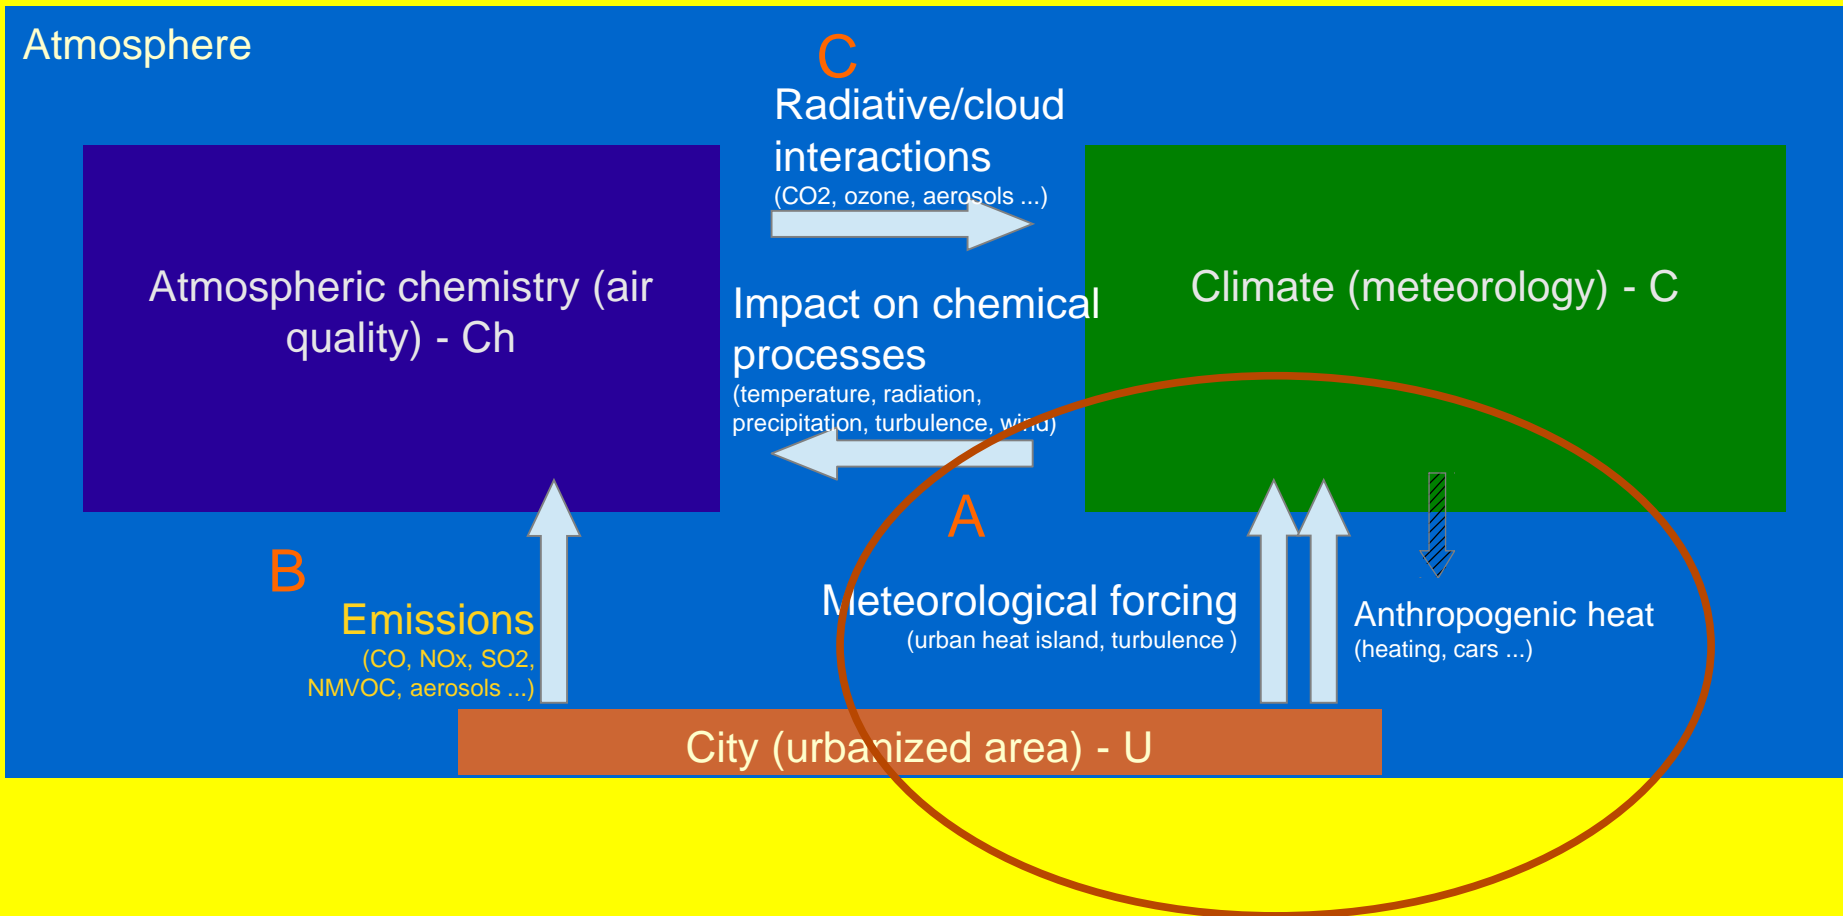 Atmosphere
C
Radiative/cloud
interactions
(CO2, ozone, aerosols ...)
Atmospheric chemistry (air
quality) - Ch
Climate (meteorology) - C
Impact on chemical
processes
(temperature, radiation,
precipitation, turbulence, wind)
A
B
Emissions
(CO, NOx, SO2,
NMVOC, aerosols ...)
Meteorological forcing
(urban heat island, turbulence )
Anthropogenic heat
(heating, cars ...)
City (urbanized area) - U